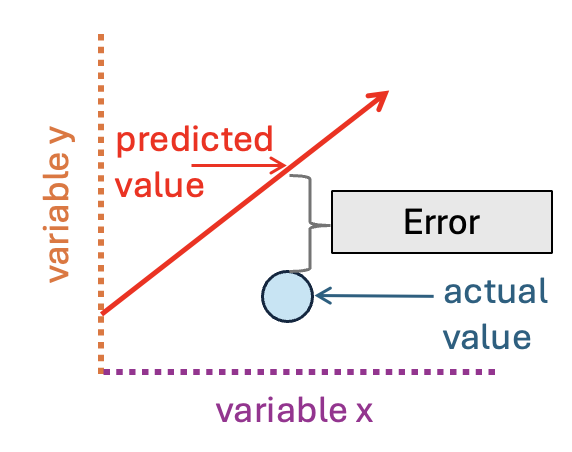 variable y
predicted
value
Error
actual
value
variable x